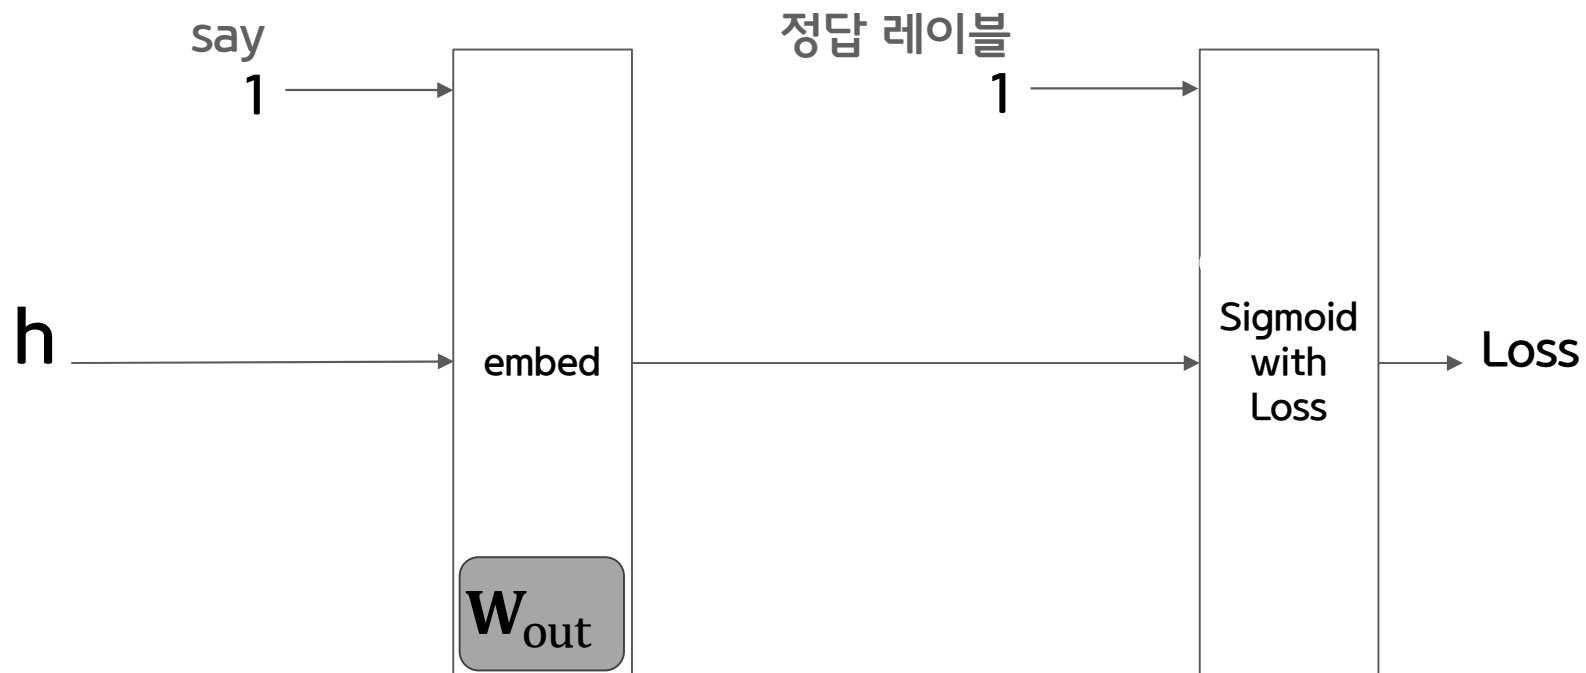 say
1
정답 레이블
1
h
embed
Sigmoid
with
Loss
Loss
Wout